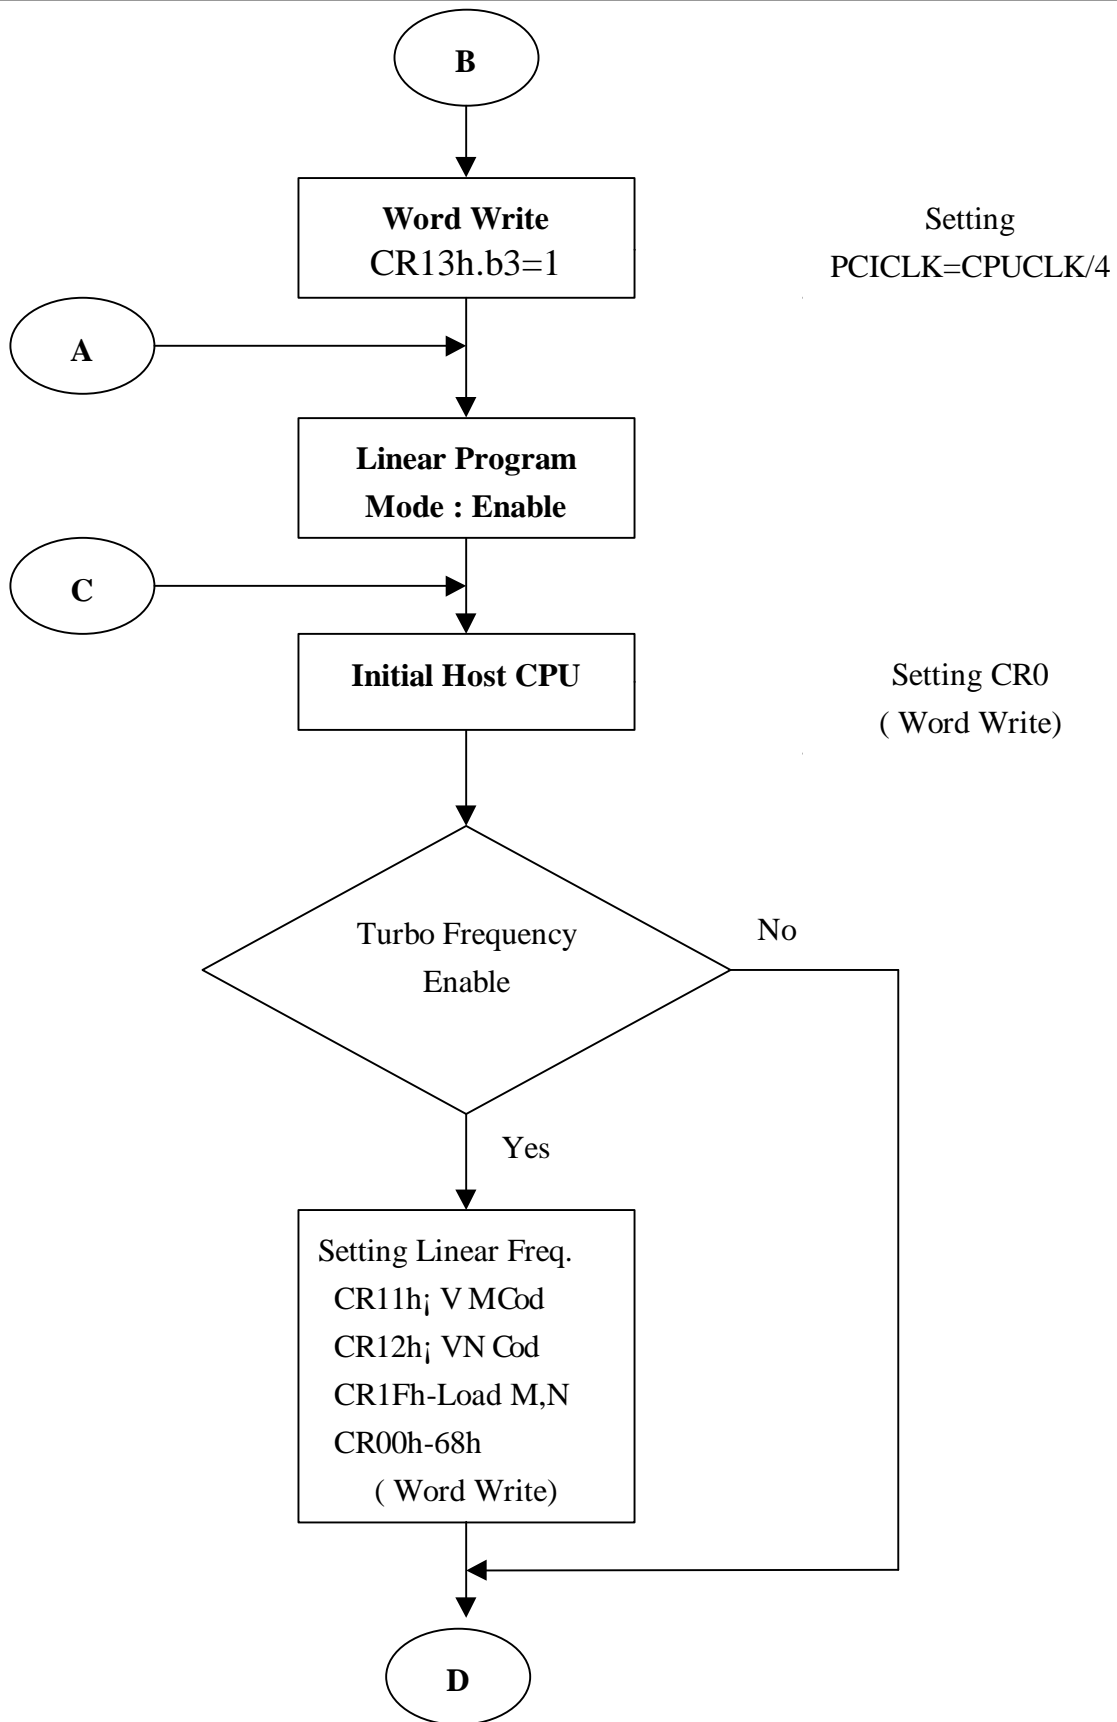 B
Word Write
CR13h.b3=1
Setting
PCICLK=CPUCLK/4
A
Linear Program
Mode : Enable
C
Initial Host CPU
Setting CR0
( Word Write)
Turbo Frequency
Enable
No
Yes
Setting Linear Freq.
CR11h¡ V MCod
CR12h¡ VN Cod
CR1Fh-Load M,N
CR00h-68h
( Word Write)
D